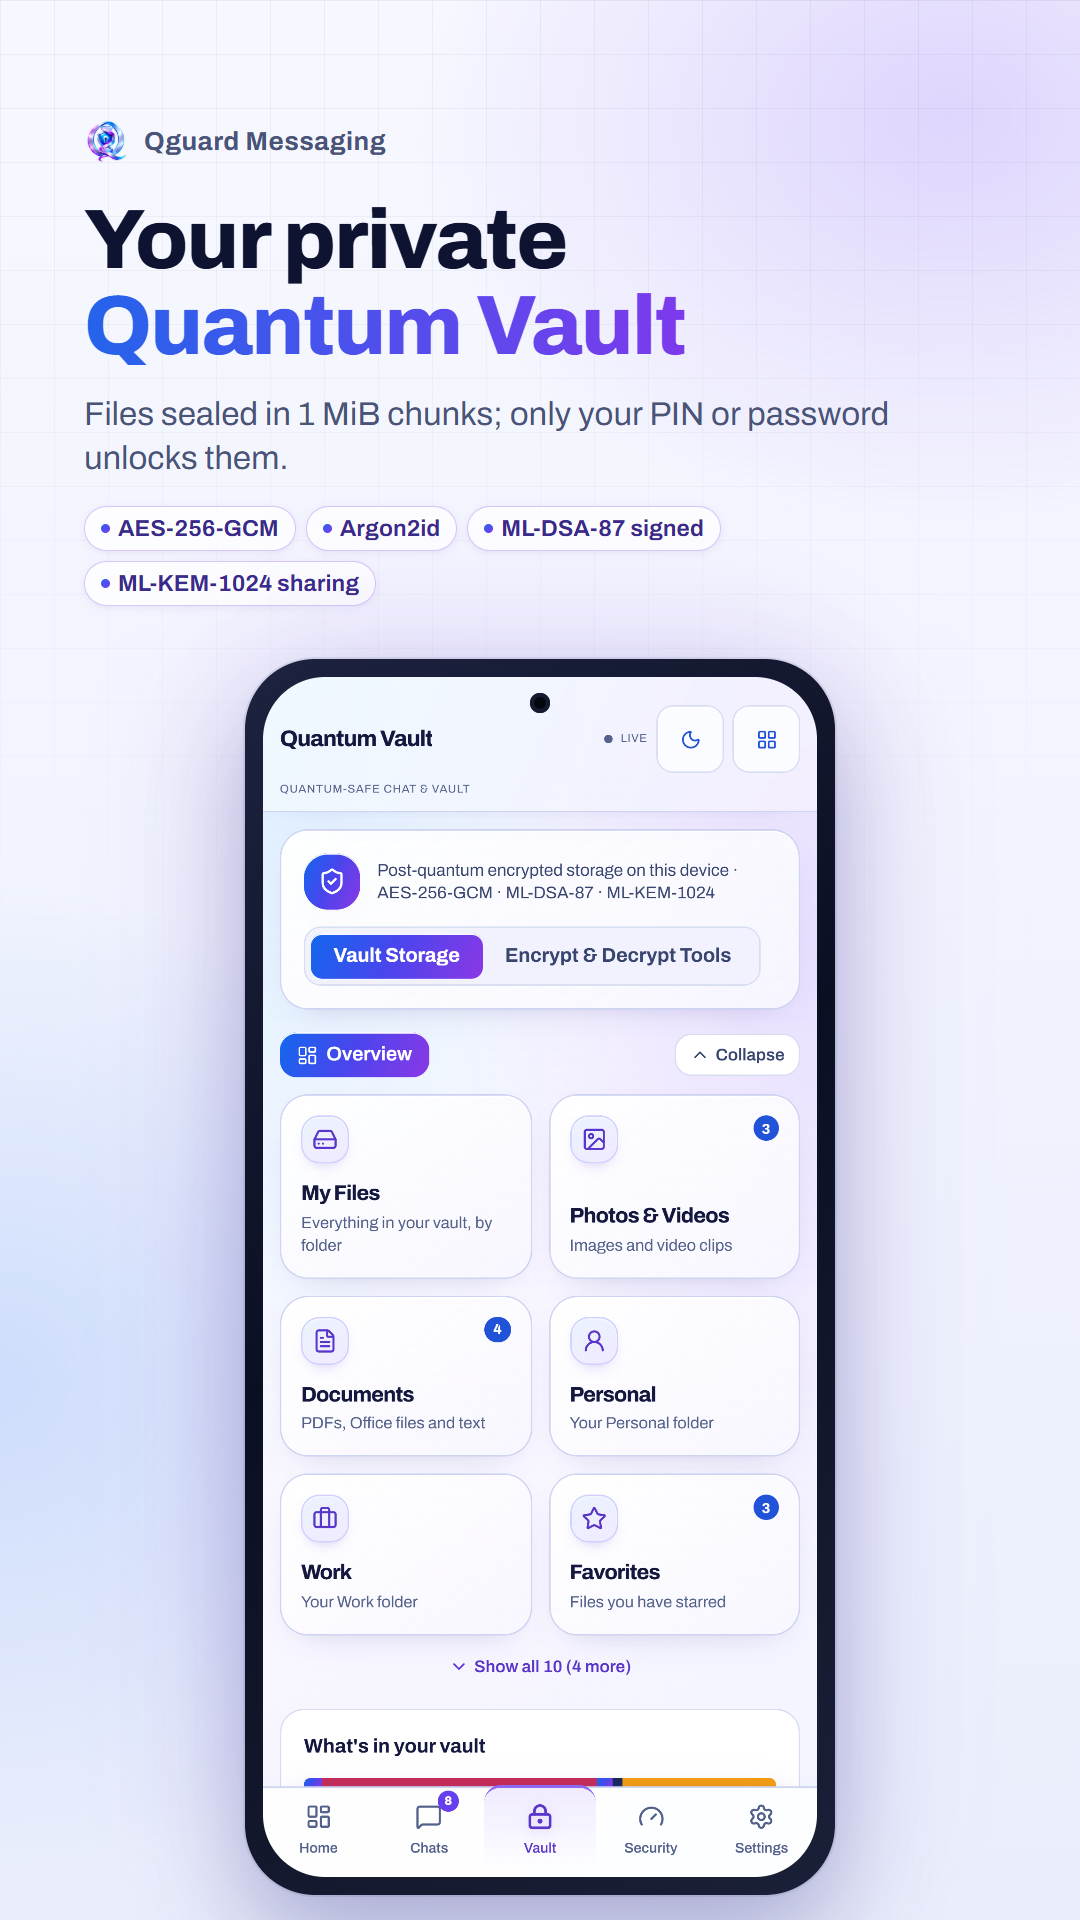 Qguard Messaging
Your private
Quantum Vault
Files sealed in 1 MiB chunks; only your PIN or password
unlocks them.
AES-256-GCM
Argon2id
ML-DSA-87 signed
ML-KEM-1024 sharing
Quantum Vault
LIVE
QUANTUM-SAFE CHAT & VAULT
Post-quantum encrypted storage on this device ·
AES-256-GCM · ML-DSA-87 · ML-KEM-1024
Vault Storage
Encrypt & Decrypt Tools
Overview
Collapse
My Files
Everything in your vault, by
folder
3
Photos & Videos
Images and video clips
4
Documents
PDFs, Office files and text
Personal
Your Personal folder
Work
Your Work folder
3
Favorites
Files you have starred
Show all 10 (4 more)
What's in your vault
Home
8
Chats
Vault
Security
Settings